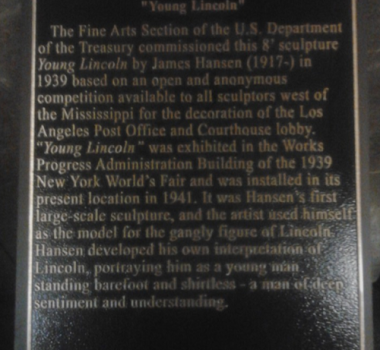 "Young Lincoln"
The Fine Arts Section of the U.S. Department
of the Treasury commissioned this 8' sculpture
Young Lincoln by James Hansen (1917-) in
1939 based on an open and anonymous
competition available to all sculptors west of
the Mississippi for the decoration of the Los
Angeles Post Office and Courthouse lobby.
"Young Lincoln" was exhibited in the Works
Progress Administration Building of the 1939
New York World's Fair and was installed in its
present location in 1941. It was Hansen's first
large-scale sculpture, and the artist used himself
as the model for the gangly figure of Lincoln.
Hansen developed his own interpretation of
Lincoln, portraying him as a young man
standing barefoot and shirtless - a man of deep
sentiment and understanding.